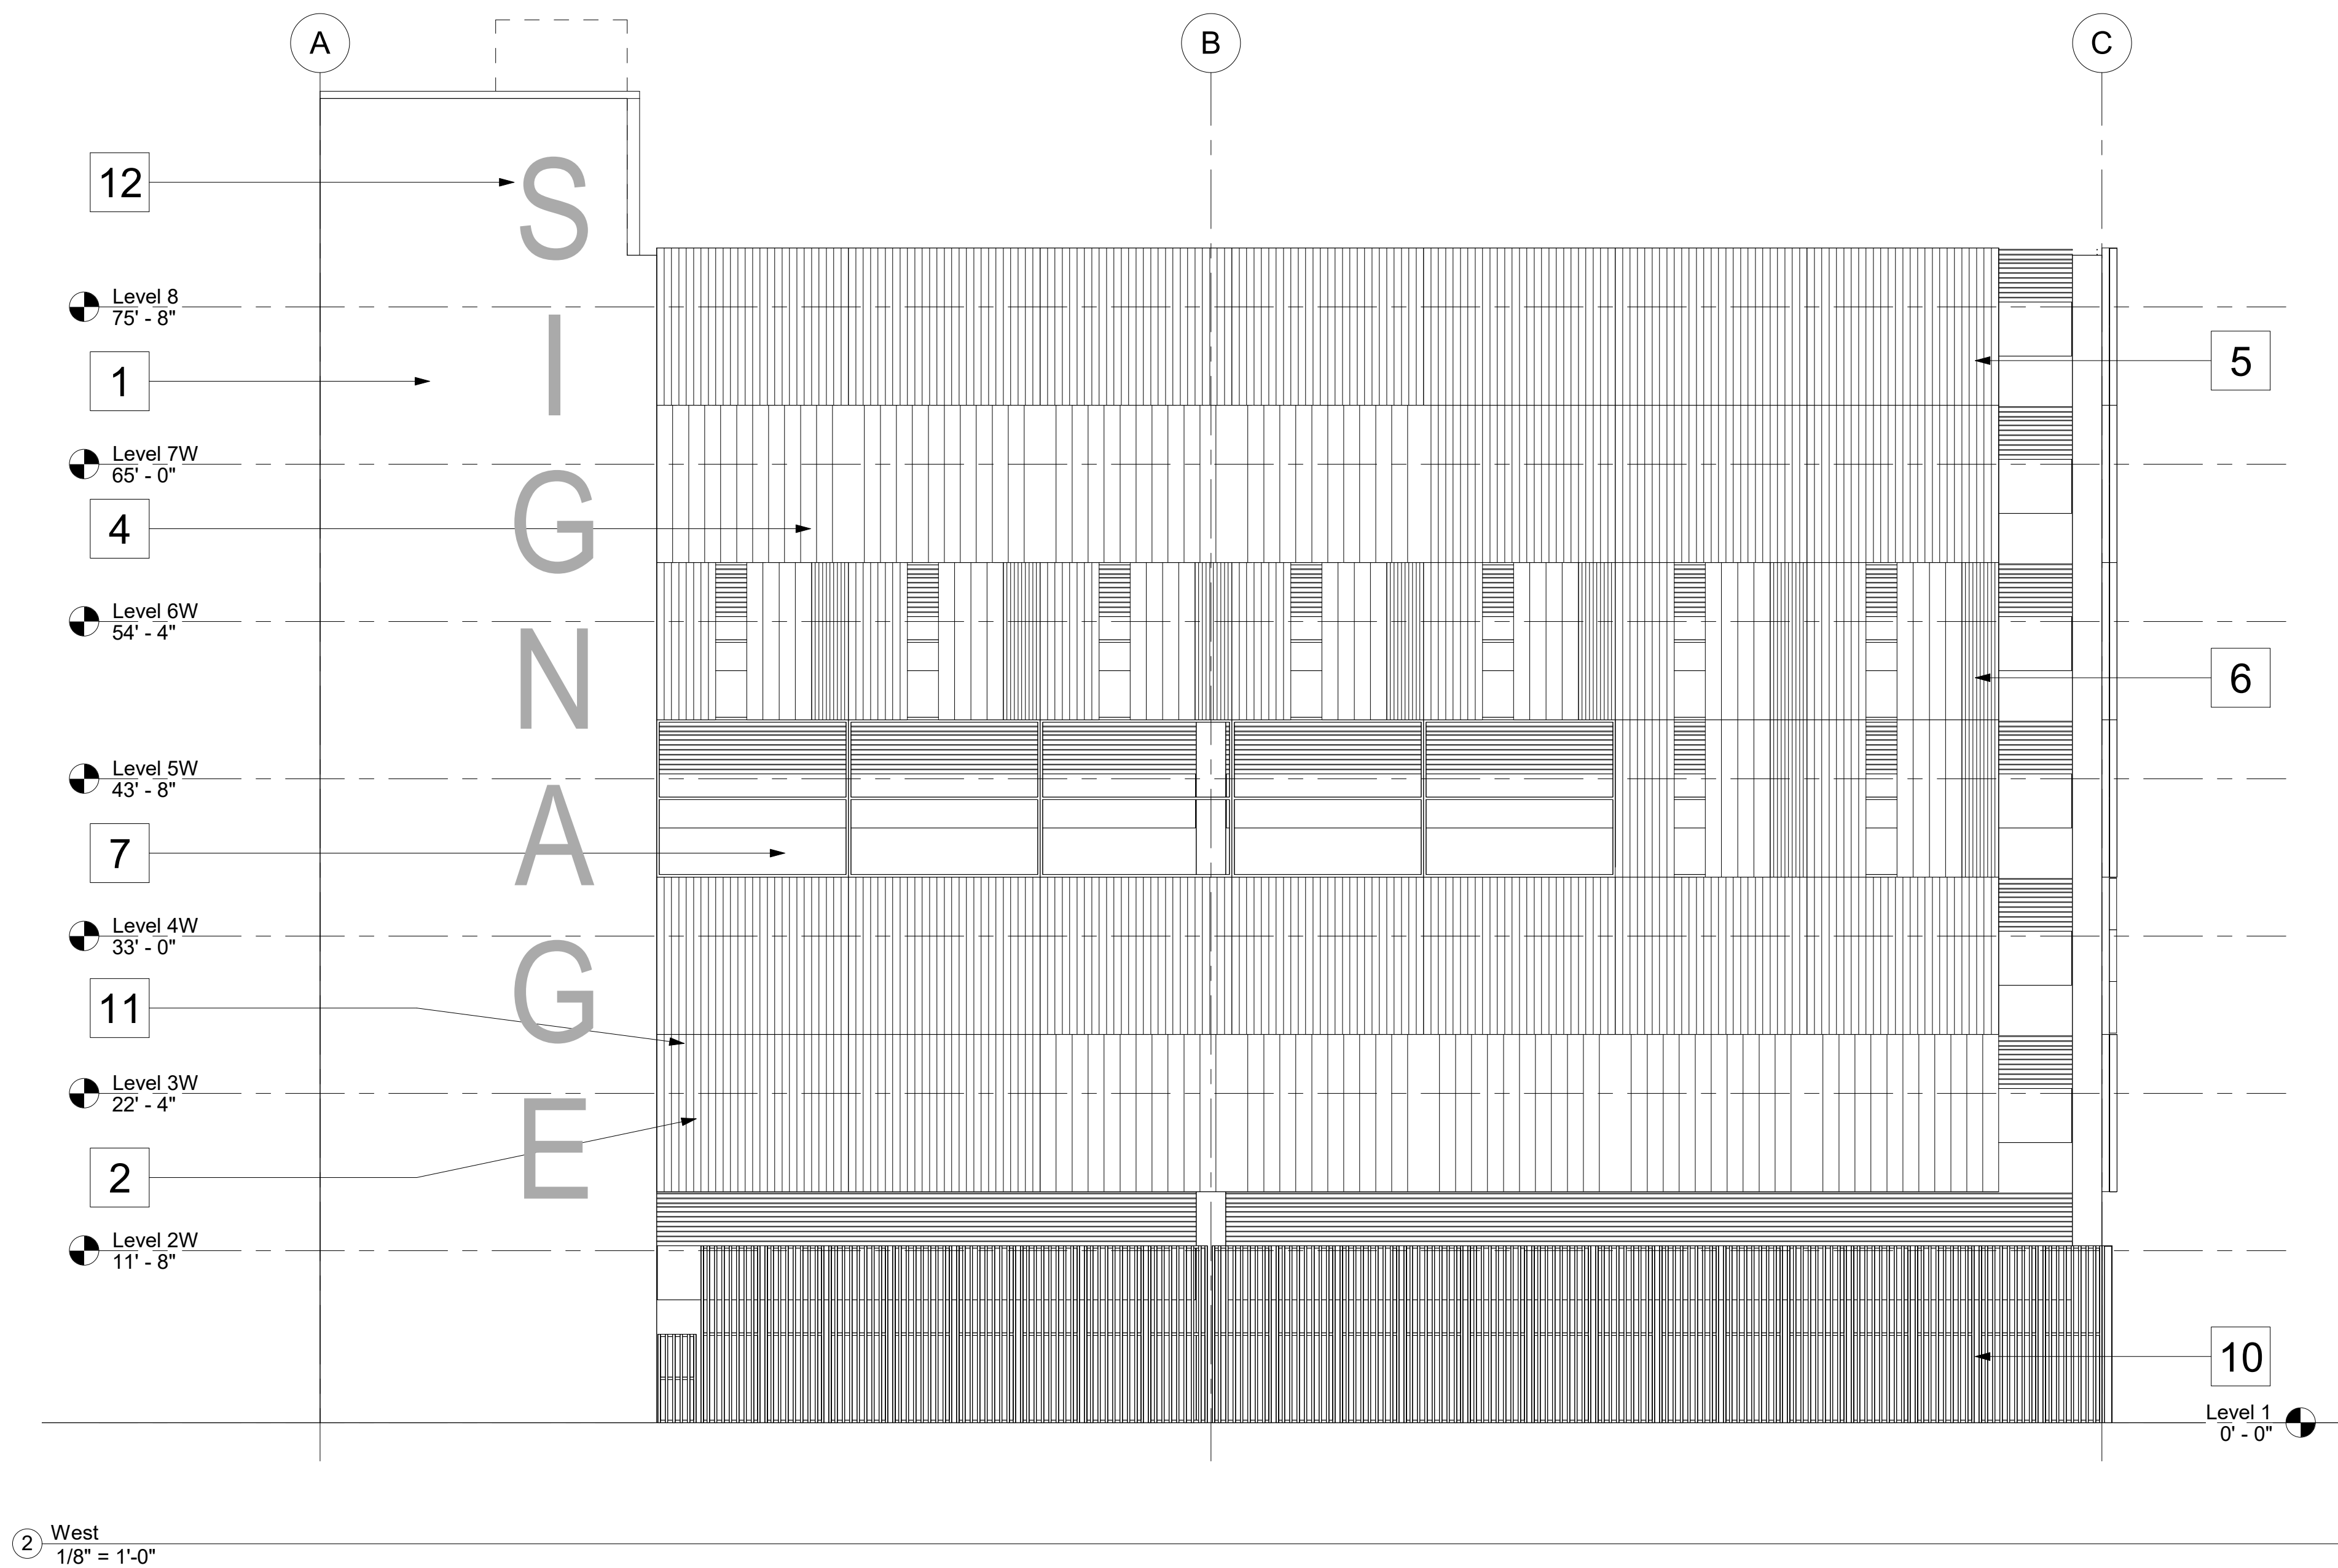 A
B
C
12
Level 8
75' - 8"
1
5
Level 7W
65' - 0"
4
Level 6W
54' - 4"
6
Level 5W
43' - 8"
7
Level 4W
33' - 0"
11
Level 3W
22' - 4"
2
Level 2W
11' - 8"
S
I
G
N
A
G
E
10
Level 1
0' - 0"
2
West
1/8" = 1'-0"